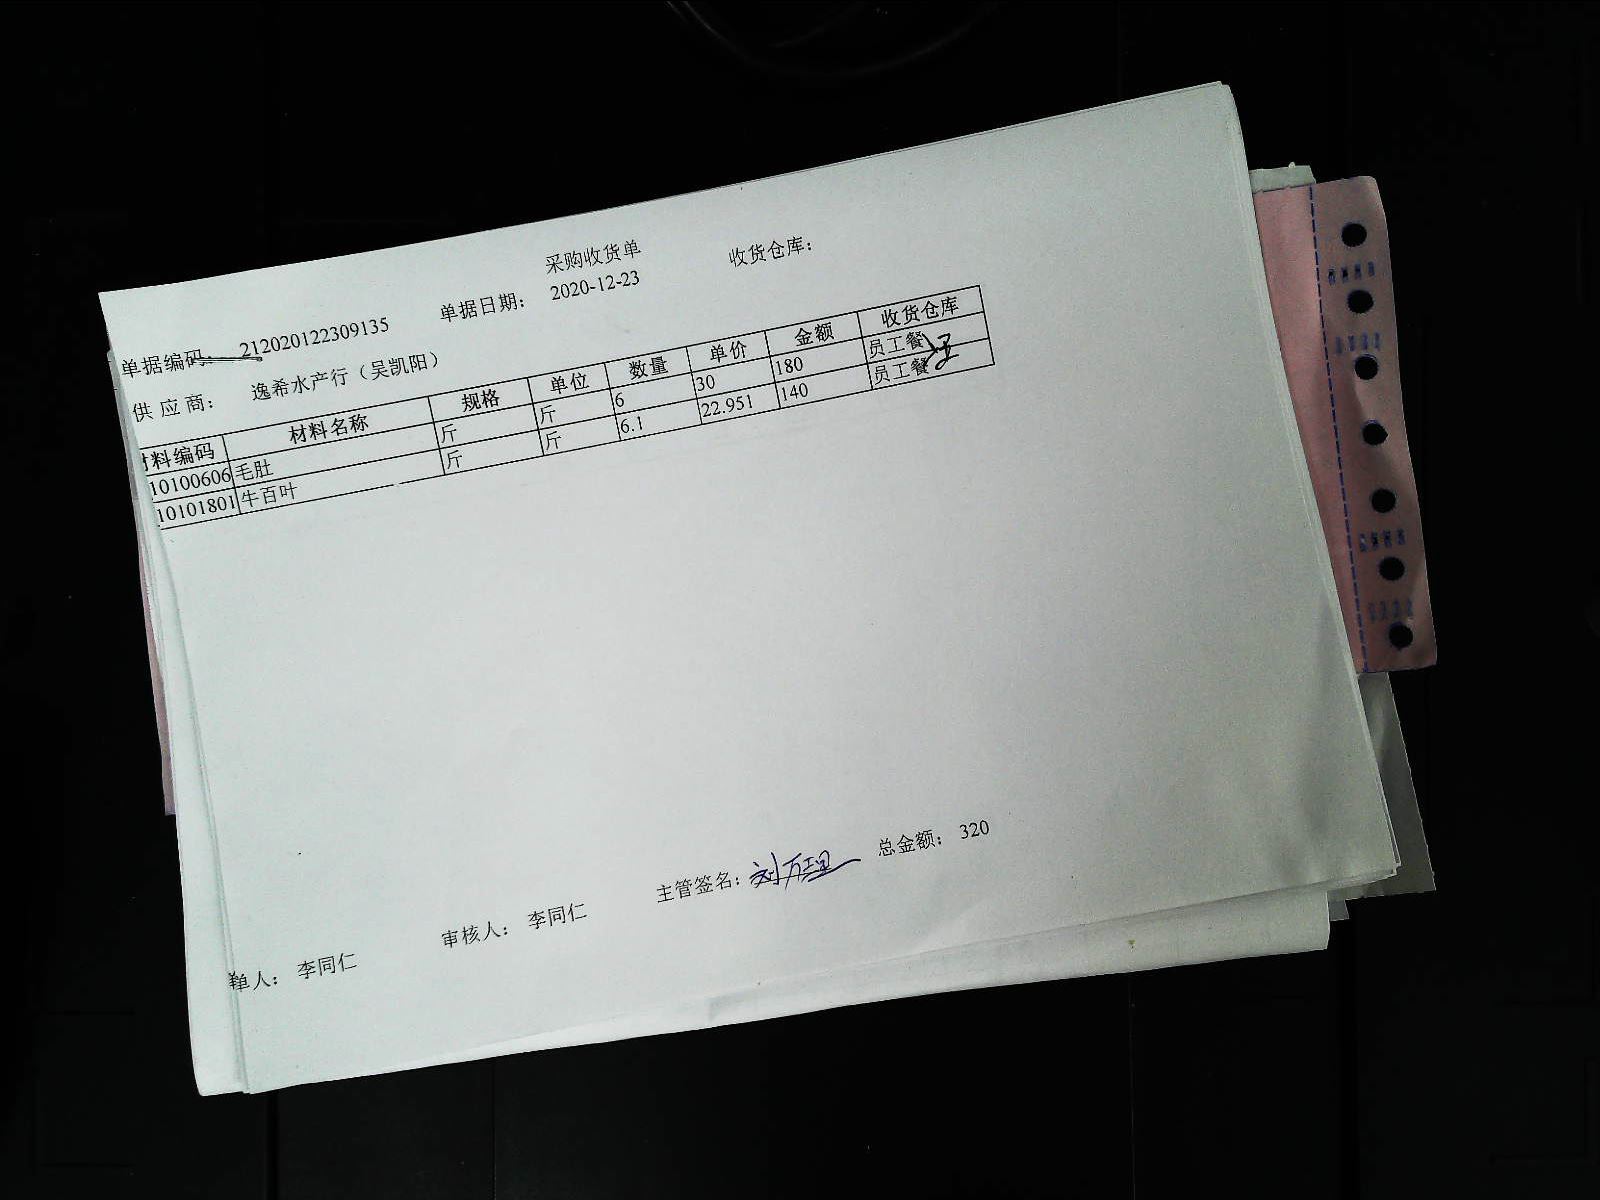 采购收货单
单据编码: 212020122309135 单据日期: 2020-12-23 收货仓库:
供 应 商: 逸希水产行（吴凯阳）
材料编码 材料名称 规格 单位 数量 单价 金额 收货仓库
10100606 毛肚 斤 斤 6 30 180 员工餐
10101801 牛百叶 斤 斤 6.1 22.951 140 员工餐
单人: 李同仁 审核人: 李同仁 主管签名: 刘万理 总金额: 320